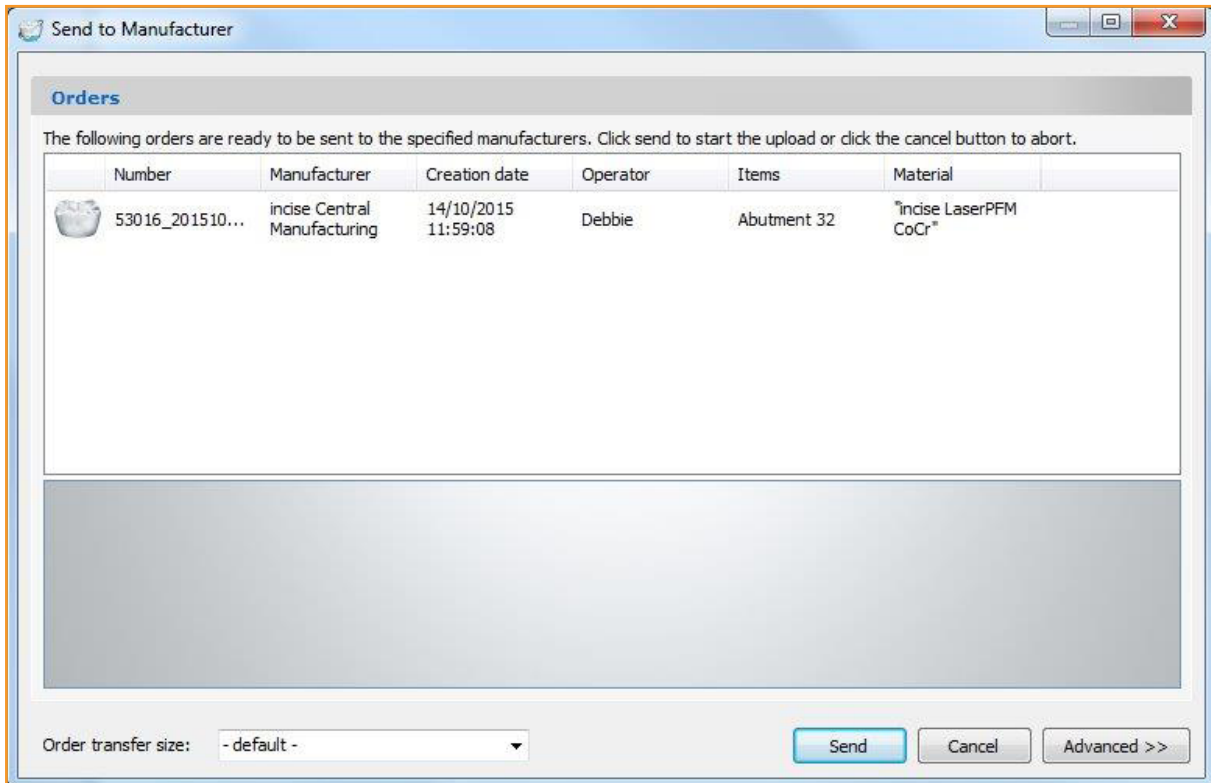 Send to Manufacturer
Orders
The following orders are ready to be sent to the specified manufacturers. Click send to start the upload or click the cancel button to abort.
Number Manufacturer Creation date Operator Items Material
53016_201510... incise Central Manufacturing 14/10/2015 11:59:08 Debbie Abutment 32 "incise LaserPFM CoCr"
Order transfer size: - default - Send Cancel Advanced >>